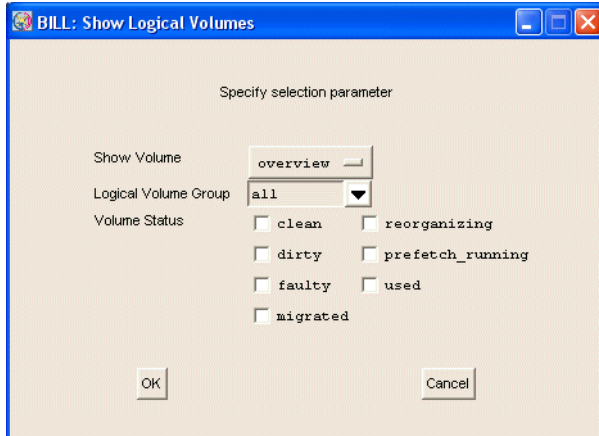 BILL: Show Logical Volumes
Specify selection parameter
Show Volume overview
Logical Volume Group all
Volume Status clean reorganizing
dirty prefetch_running
faulty used
migrated
OK Cancel